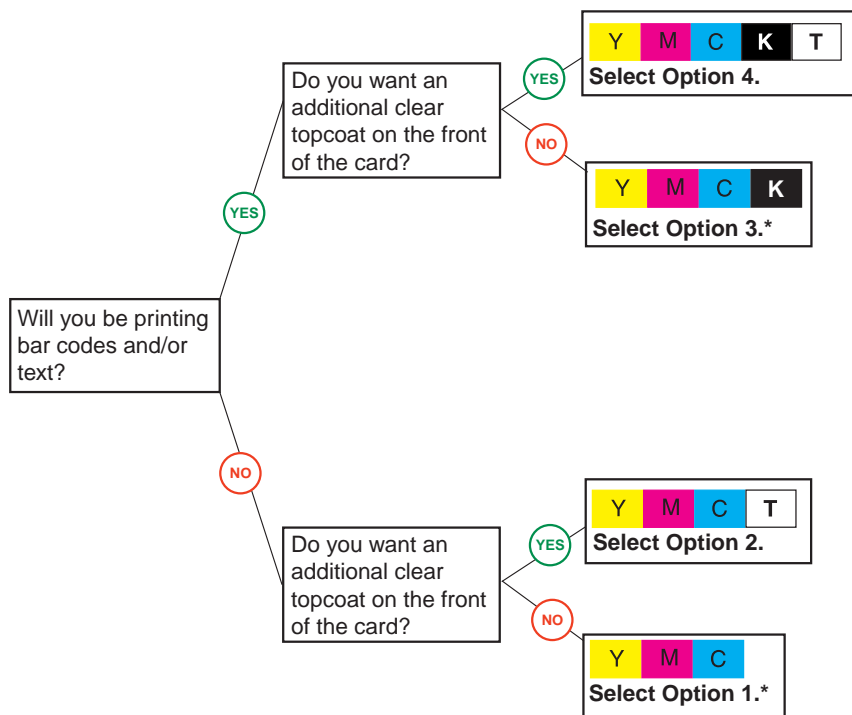 Y M C K T
Select Option 4.
Do you want an
additional clear
topcoat on the front
of the card?
YES
NO
Y M C K
Select Option 3.*
YES
Will you be printing
bar codes and/or
text?
NO
Y M C T
Select Option 2.
Do you want an
additional clear
topcoat on the front
of the card?
YES
NO
Y M C
Select Option 1.*